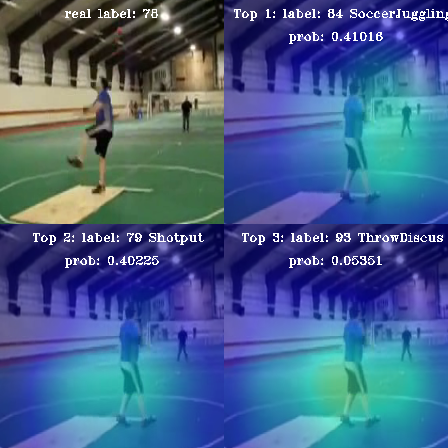 real label: 78
Top 1: label: 84 SoccerJuggling
prob: 0.41016
Top 2: label: 79 Shotput
prob: 0.40225
Top 3: label: 93 ThrowDiscus
prob: 0.05351